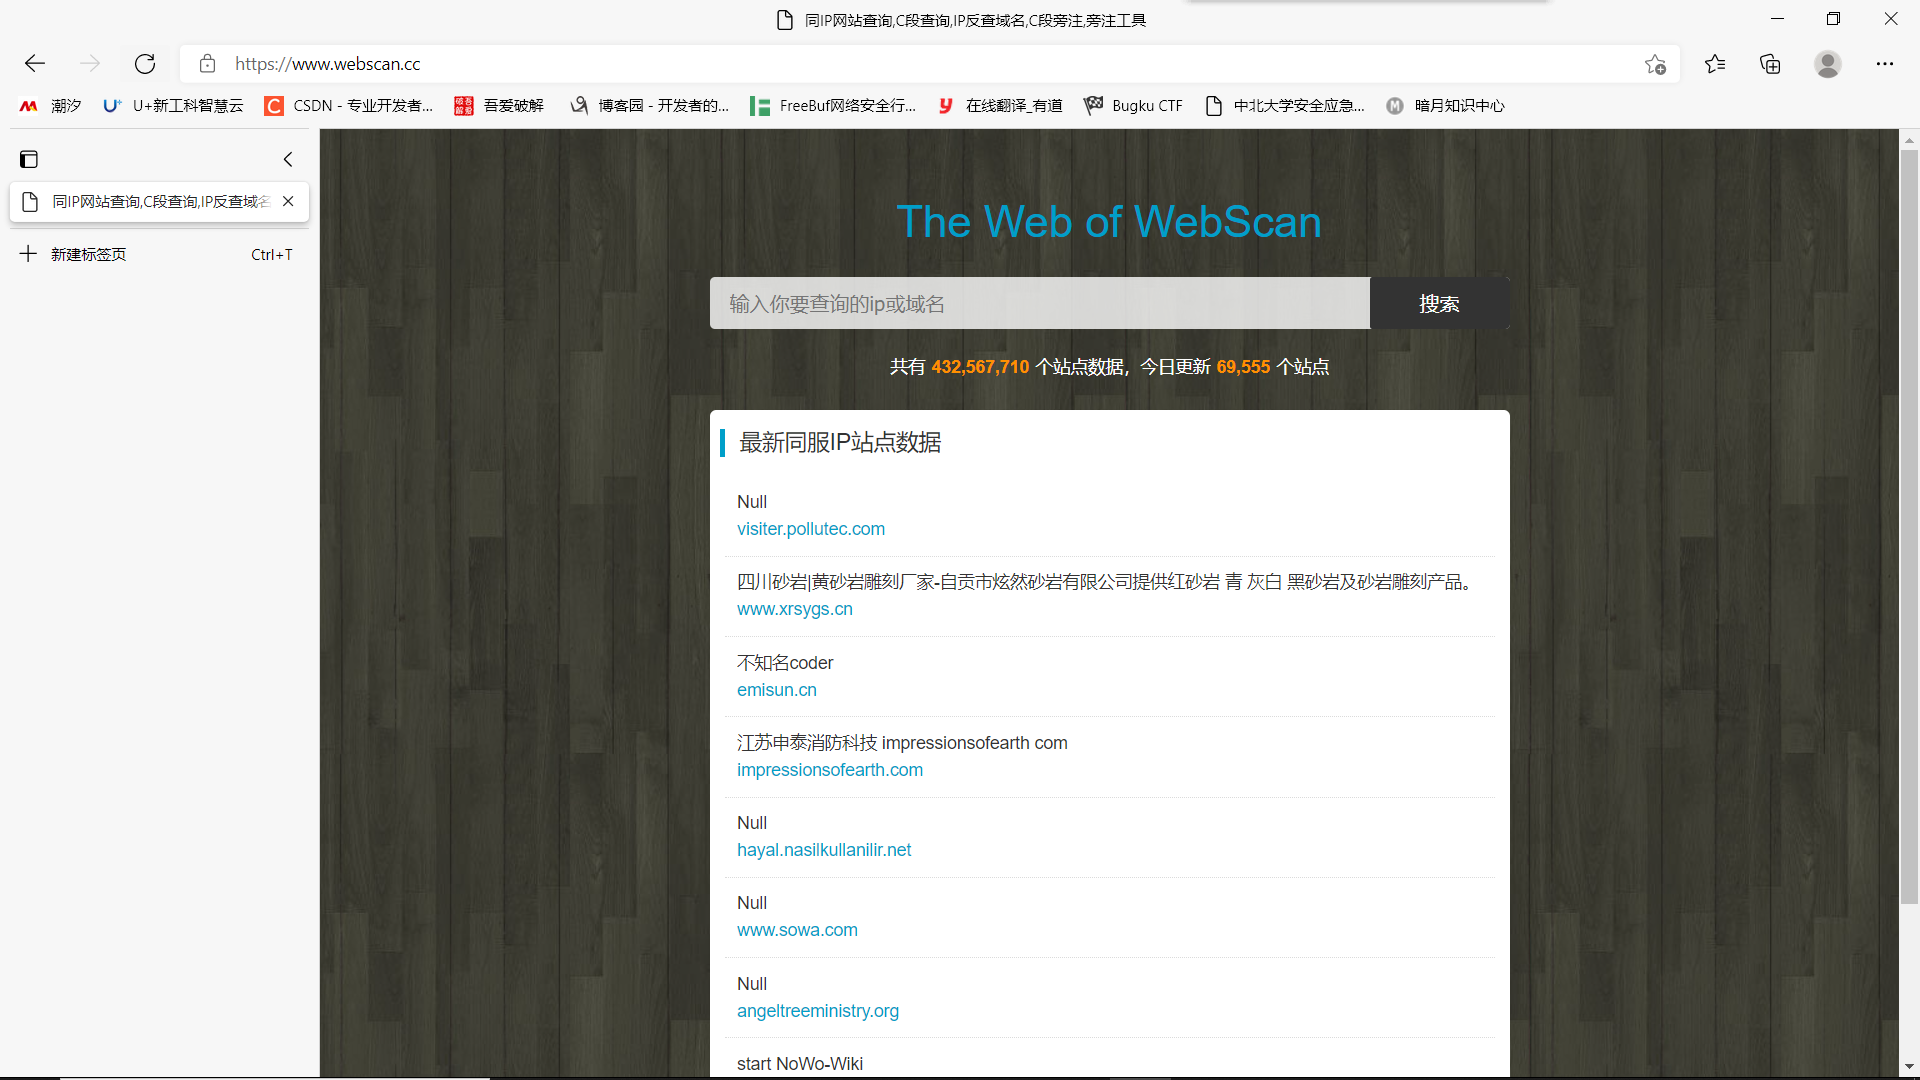 同IP网站查询,C段查询,IP反查域名,C段旁注,旁注工具
https://www.webscan.cc
潮汐 U+新工科智慧云 CSDN - 专业开发者... 吾爱破解 博客园 - 开发者的... FreeBuf网络安全行... 在线翻译_有道 Bugku CTF 中北大学安全应急... 暗月知识中心
同IP网站查询,C段查询,IP反查域名
新建标签页 Ctrl+T
The Web of WebScan
输入你要查询的ip或域名 搜索
共有 432,567,710 个站点数据，今日更新 69,555 个站点
最新同服IP站点数据
Null
visiter.pollutec.com
四川砂岩|黄砂岩雕刻厂家-自贡市炫然砂岩有限公司提供红砂岩 青 灰白 黑砂岩及砂岩雕刻产品。
www.xrsygs.cn
不知名coder
emisun.cn
江苏申泰消防科技 impressionsofearth com
impressionsofearth.com
Null
hayal.nasilkullanilir.net
Null
www.sowa.com
Null
angeltreeministry.org
start NoWo-Wiki